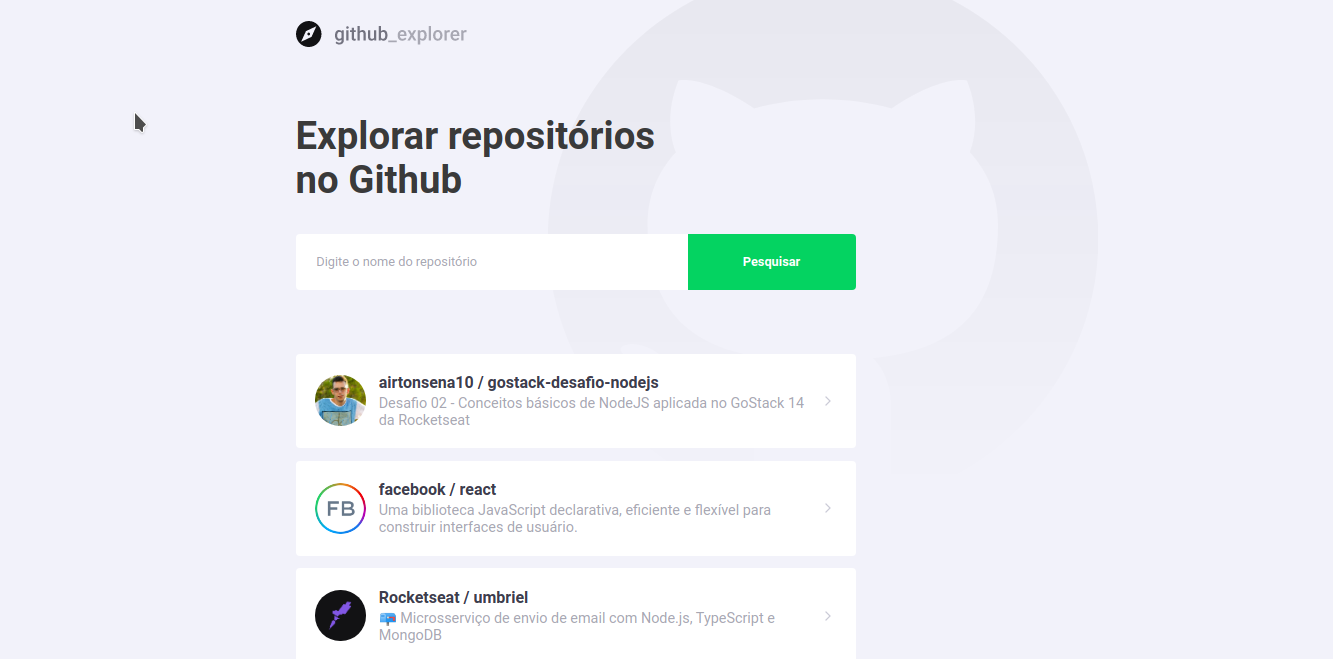 github_explorer
Explorar repositórios
no Github
Digite o nome do repositório
Pesquisar
airtonsena10 / gostack-desafio-nodejs
Desafio 02 - Conceitos básicos de NodeJS aplicada no GoStack 14
da Rocketseat
FB
facebook / react
Uma biblioteca JavaScript declarativa, eficiente e flexível para
construir interfaces de usuário.
Rocketseat / umbriel
📪 Microsserviço de envio de email com Node.js, TypeScript e
MongoDB